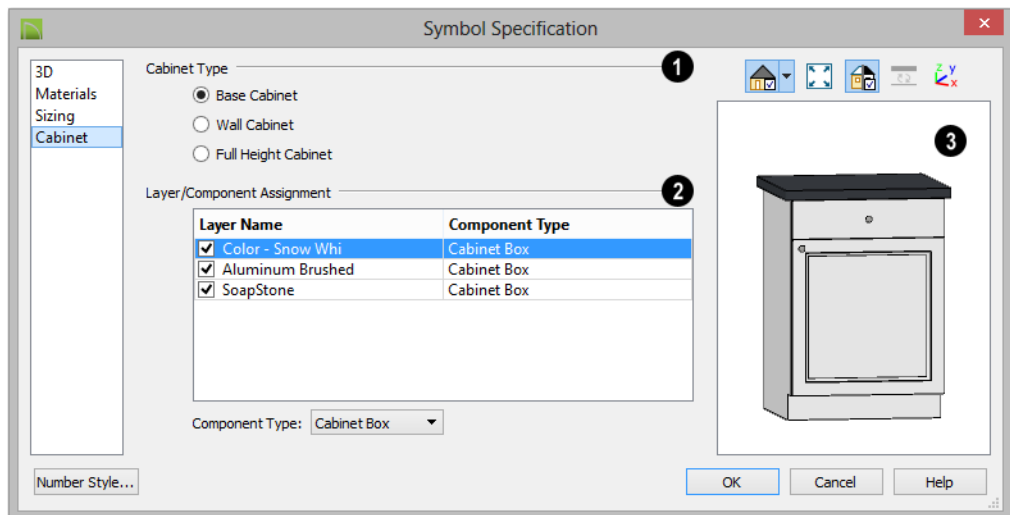 Symbol Specification
×
3D
Materials
Sizing
Cabinet
Cabinet Type
1
Base Cabinet
Wall Cabinet
Full Height Cabinet
Layer/Component Assignment
2
Layer Name Component Type
Color - Snow Whi Cabinet Box
Aluminum Brushed Cabinet Box
SoapStone Cabinet Box
Component Type: Cabinet Box
z y x
3
Number Style...
OK Cancel Help